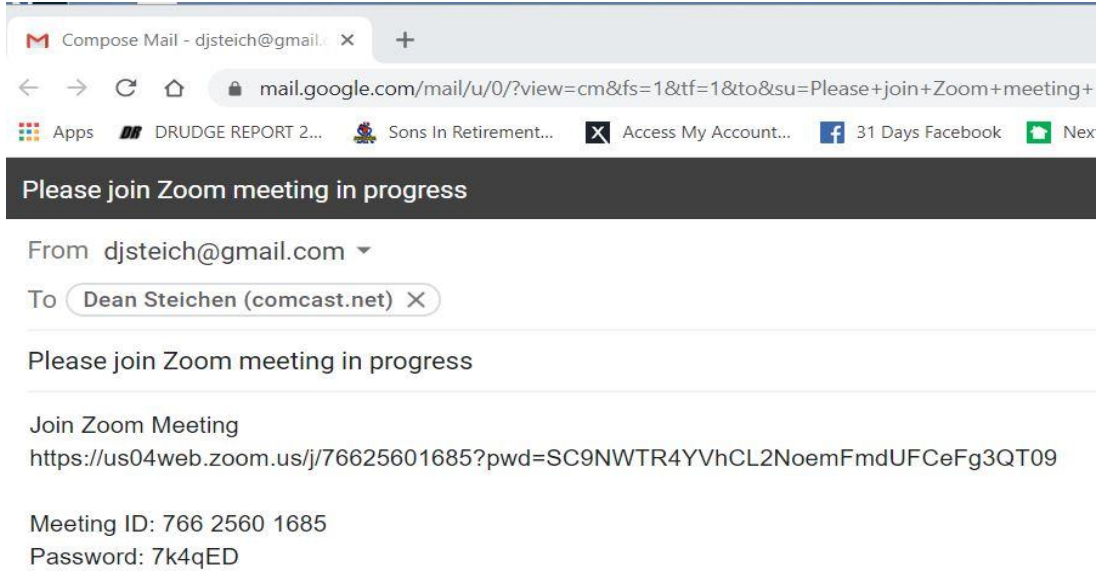 Compose Mail - djsteich@gmail.
mail.google.com/mail/u/0/?view=cm&fs=1&tf=1&to&su=Please+join+Zoom+meeting+
Apps DR DRUDGE REPORT 2... Sons In Retirement... X Access My Account... 31 Days Facebook Nex
Please join Zoom meeting in progress
From djsteich@gmail.com
To Dean Steichen (comcast.net)
Please join Zoom meeting in progress
Join Zoom Meeting
https://us04web.zoom.us/j/76625601685?pwd=SC9NWTR4YVhCL2NoemFmdUFCeFg3QT09
Meeting ID: 766 2560 1685
Password: 7k4qED